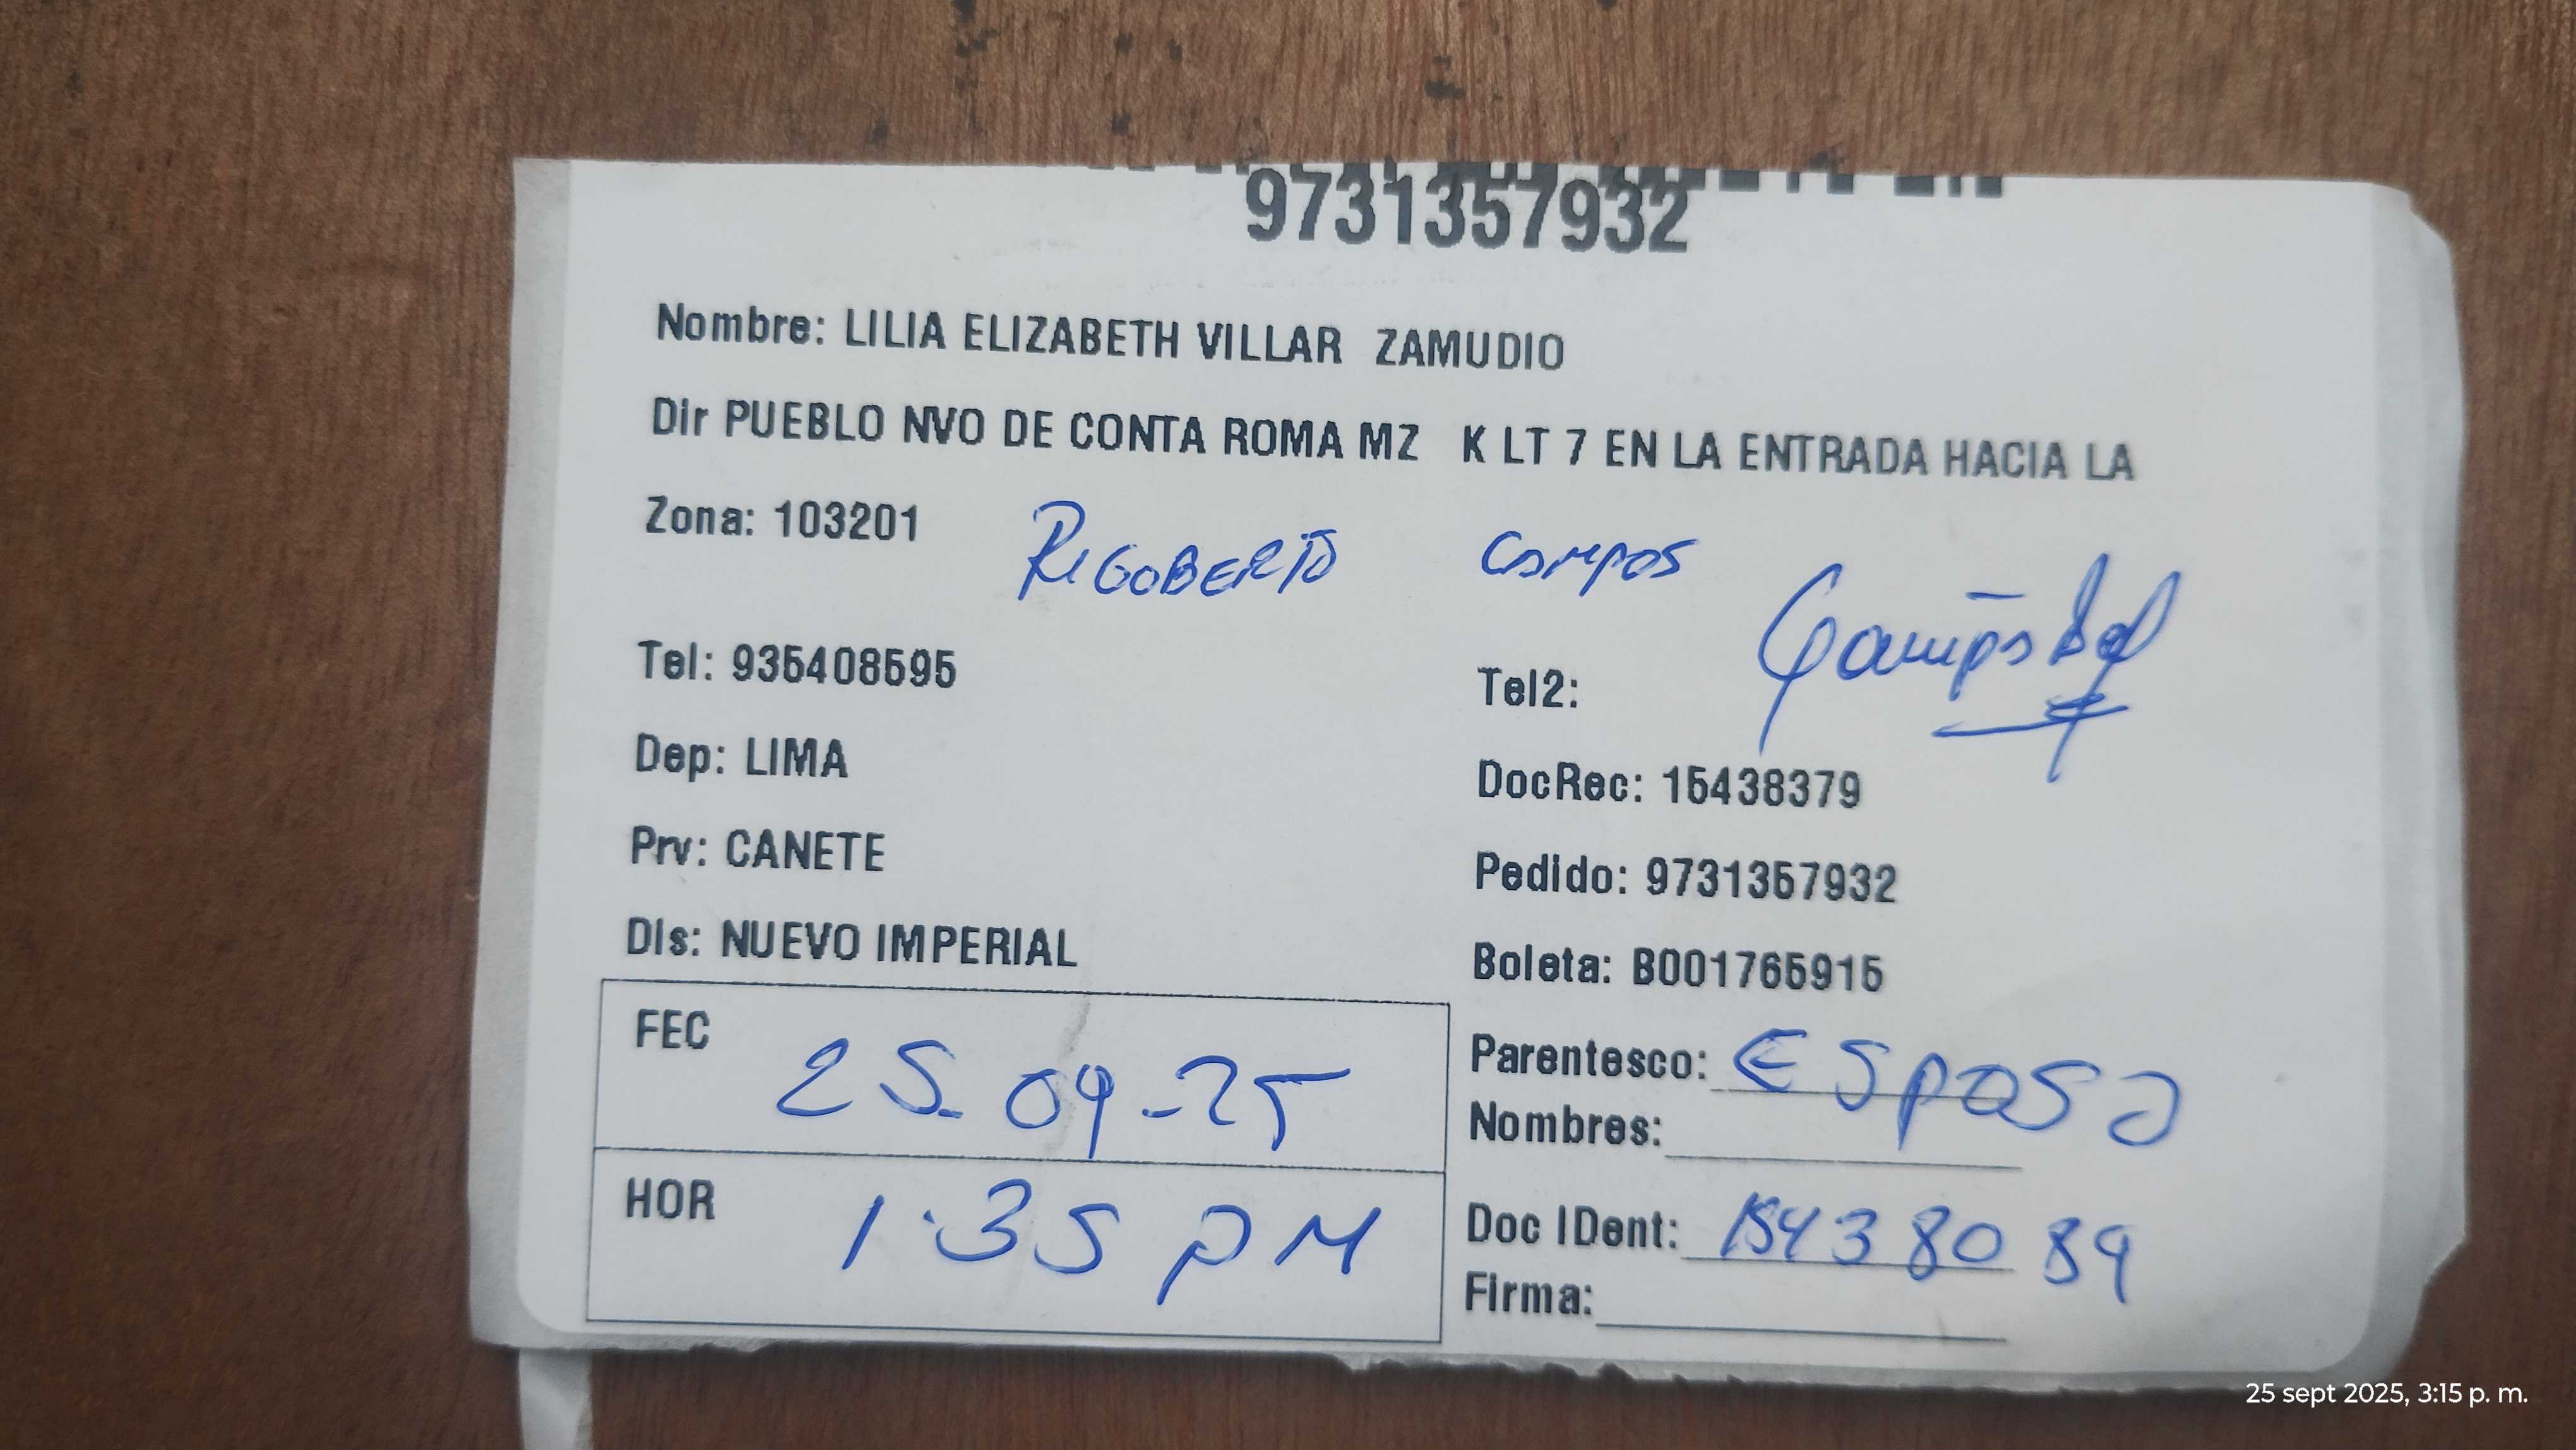 9731357932
Nombre: LILIA ELIZABETH VILLAR ZAMUDIO
Dir PUEBLO NVO DE CONTA ROMA MZ K LT 7 EN LA ENTRADA HACIA LA
Zona: 103201
RIGOBERTO CAMPOS
Tel: 935408595
Tel2:
Dep: LIMA
DocRec: 15438379
Prv: CANETE
Pedido: 9731357932
Dis: NUEVO IMPERIAL
Boleta: B001765915
FEC 25-09-25
Parentesco: ESPOSO
Nombres:
HOR 1:35 PM
Doc IDent: 15438089
Firma:
25 sept 2025, 3:15 p. m.